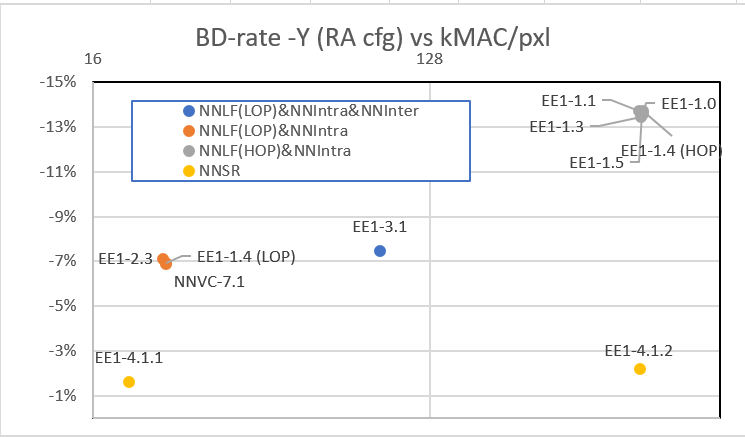 BD-rate -Y (RA cfg) vs kMAC/pxl
16
128
-15%
-13%
-11%
-9%
-7%
-5%
-3%
-1%
NNLF(LOP)&NNIntra&NNInter
NNLF(LOP)&NNIntra
NNLF(HOP)&NNIntra
NNSR
EE1-1.1
EE1-1.0
EE1-1.3
EE1-1.4 (HOP)
EE1-1.5
EE1-3.1
EE1-2.3
EE1-1.4 (LOP)
NNVC-7.1
EE1-4.1.1
EE1-4.1.2